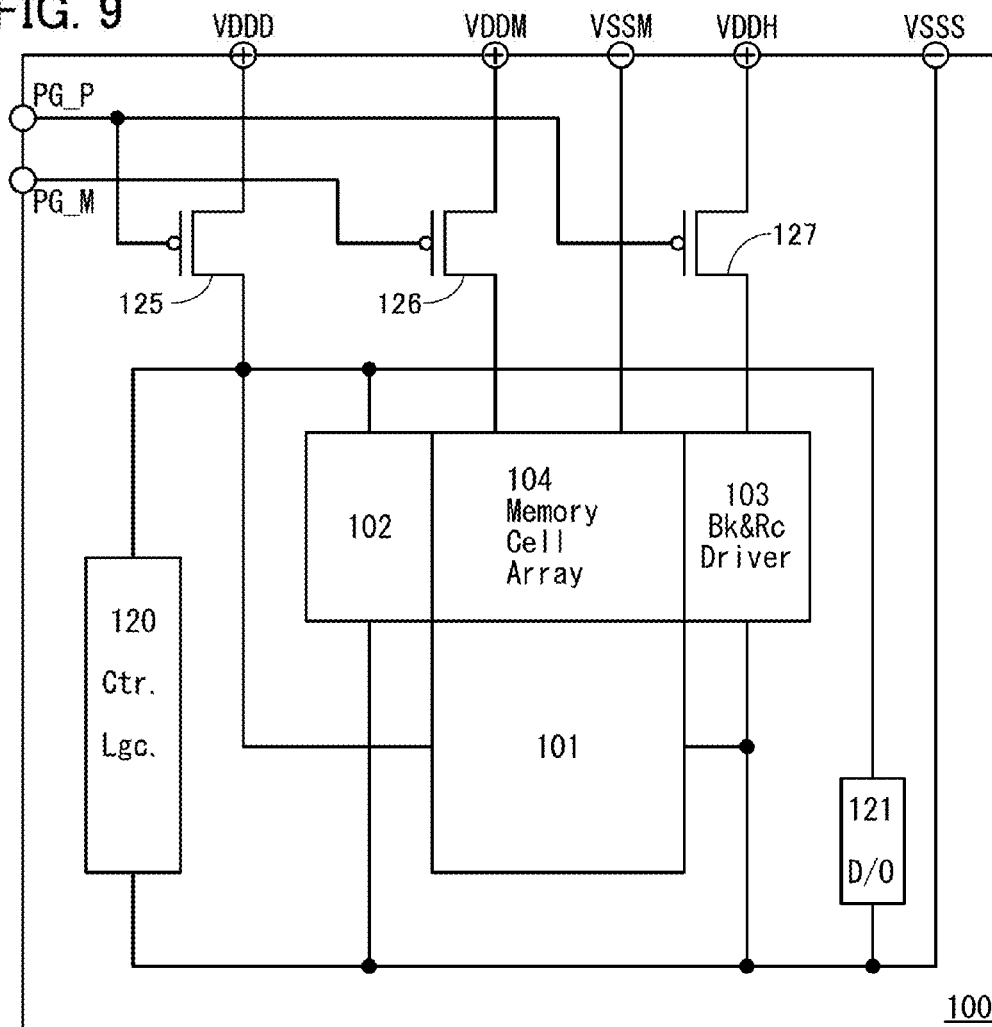 FIG. 9
VDDD VDDM VSSM VDDH VSSS
PG_P
PG_M
125
126
127
102
104
Memory
Cell
Array
103
Bk&Rc
Driver
120
Ctr.
Lgc.
101
121
D/O
100